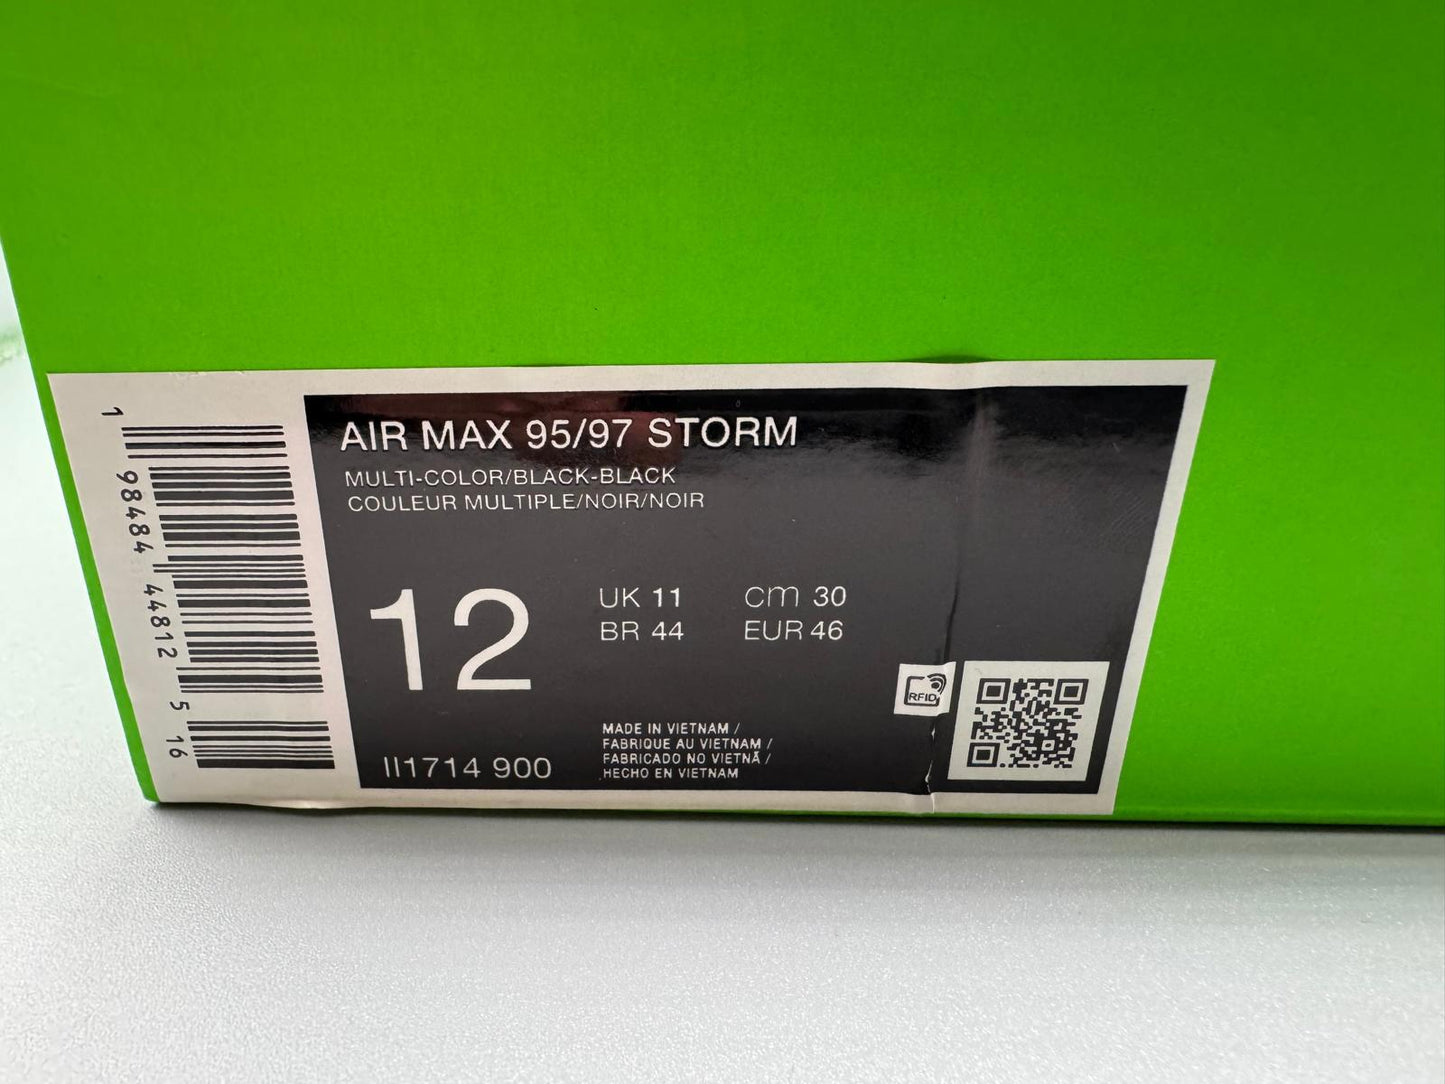 AIR MAX 95/97 STORM
MULTI-COLOR/BLACK-BLACK
COULEUR MULTIPLE/NOIR/NOIR
12
UK 11 cm 30
BR 44 EUR 46
MADE IN VIETNAM /
FABRIQUE AU VIETNAM /
FABRICADO NO VIETNÃ /
HECHO EN VIETNAM
II1714 900
RFID
1 98484 44812 5 16